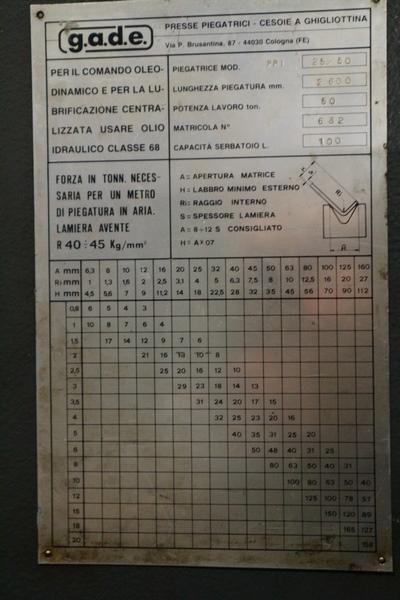 g.a.d.e.
PRESSE PIEGATRICI - CESOIE A GHIGLIOTTINA
Via P. Brusantina, 87 - 44030 Cologna (FE)
PER IL COMANDO OLEO-
DINAMICO E PER LA LU-
BRIFICAZIONE CENTRA-
LIZZATA USARE OLIO
IDRAULICO CLASSE 68
PIEGATRICE MOD. PPI 25/50
LUNGHEZZA PIEGATURA mm. 2600
POTENZA LAVORO ton. 50
MATRICOLA N° 662
CAPACITÀ SERBATOIO L. 100
FORZA IN TONN. NECES-
SARIA PER UN METRO
DI PIEGATURA IN ARIA.
LAMIERA AVENTE
R 40÷45 Kg/mm²
A = APERTURA MATRICE
H = LABBRO MINIMO ESTERNO
Ri = RAGGIO INTERNO
S = SPESSORE LAMIERA
A = 8÷12 S CONSIGLIATO
H = A×07
Ri
A
A mm 6,3 8 10 12 16 20 25 32 40 45 50 63 80 100 125 160
Ri mm 1 1,3 1,6 2 2,5 3,1 4 5 6,3 7,5 8 10 12,5 16 20 27
H mm 4,5 5,6 7 9 11,2 14 18 22,5 28 32 35 45 56 70 90 112
0,8 6 5 4 3
1 10 8 7 6 4
1,5 17 14 12 9 7 6
2 21 16 13 10 8
2,5 25 20 16 12 10
3 29 23 18 14 13
3,5 31 24 20 17 15
4 32 25 23 20 16
5 40 35 31 25 20
6 50 48 40 31 25
8 80 63 50 40 31
10 100 80 63 50 40
12 125 100 78 57
15 150 120 89
18 165 127
20 158